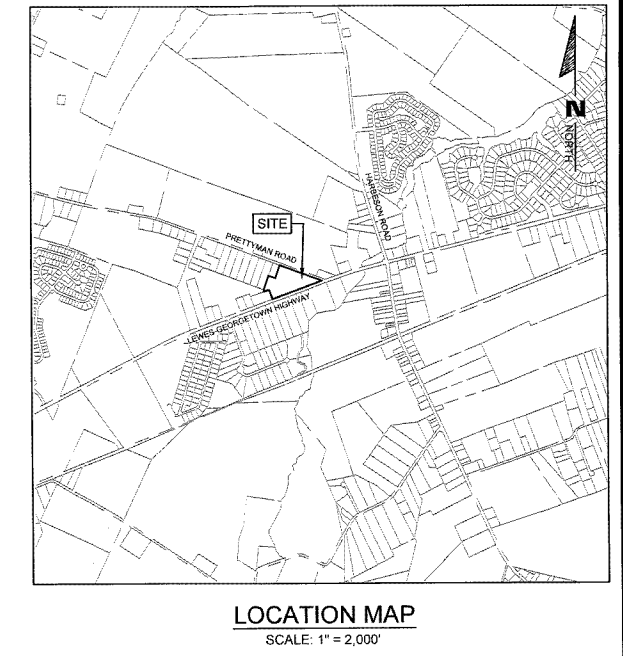 N
NORTH
HARBESON ROAD
SITE
PRETTYMAN ROAD
LEWES GEORGETOWN HIGHWAY
LOCATION MAP
SCALE: 1" = 2,000'